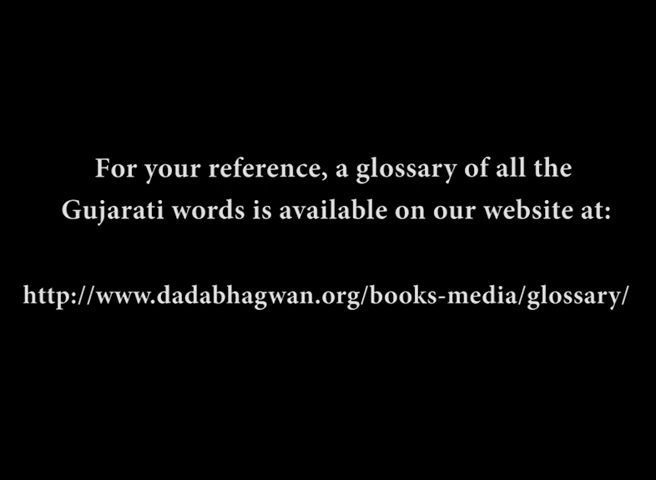 For your reference, a glossary of all the
Gujarati words is available on our website at:
http://www.dadabhagwan.org/books-media/glossary/